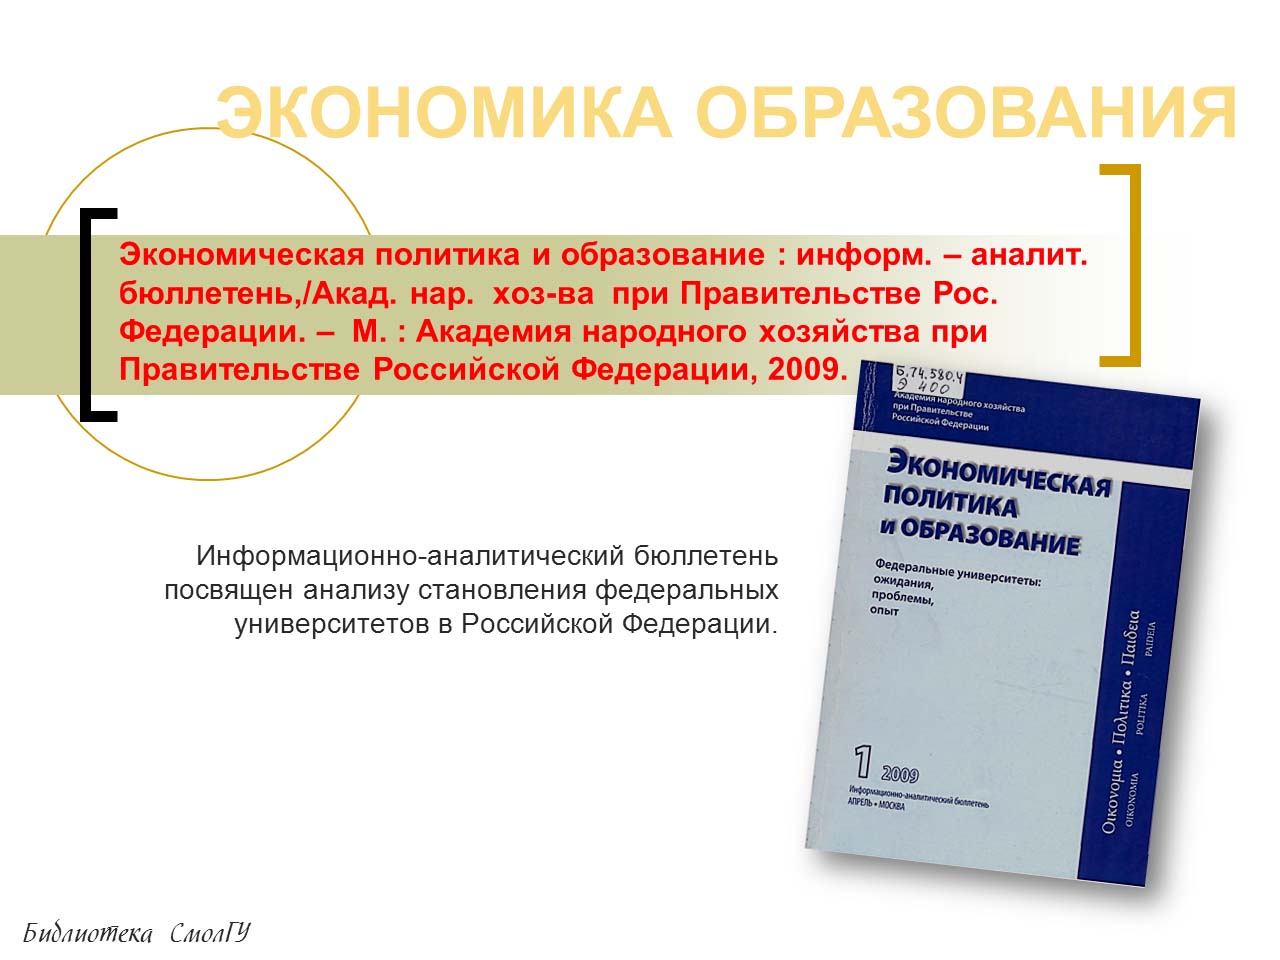 ЭКОНОМИКА ОБРАЗОВАНИЯ
Экономическая политика и образование : информ. – аналит.
бюллетень,/Акад. нар. хоз-ва при Правительстве Рос.
Федерации. – М. : Академия народного хозяйства при
Правительстве Российской Федерации, 2009.
Б.74.580.4
Э 400
Академия народного хозяйства
при Правительстве
Российской Федерации
Экономическая
политика
и образование
Федеральные университеты:
ожидания,
проблемы,
опыт
1 2009
Информационно-аналитический бюллетень
АПРЕЛЬ • МОСКВА
Οικονομια • Πολιτικα • Παιδεια
OIKONOMIA POLITIKA PAIDEIA
Информационно-аналитический бюллетень
посвящен анализу становления федеральных
университетов в Российской Федерации.
Библиотека СмолГУ